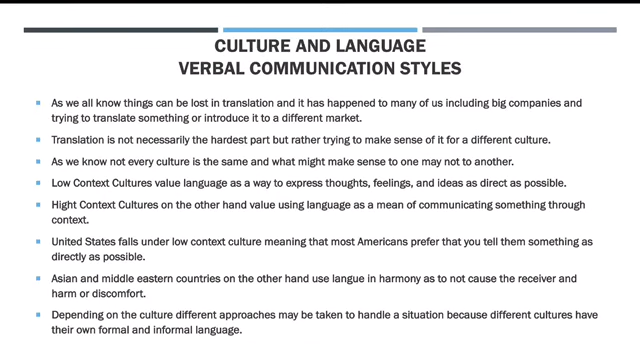 CULTURE AND LANGUAGE
VERBAL COMMUNICATION STYLES
As we all know things can be lost in translation and it has happened to many of us including big companies and
trying to translate something or introduce it to a different market.
Translation is not necessarily the hardest part but rather trying to make sense of it for a different culture.
As we know not every culture is the same and what might make sense to one may not to another.
Low Context Cultures value language as a way to express thoughts, feelings, and ideas as direct as possible.
Hight Context Cultures on the other hand value using language as a mean of communicating something through
context.
United States falls under low context culture meaning that most Americans prefer that you tell them something as
directly as possible.
Asian and middle eastern countries on the other hand use langue in harmony as to not cause the receiver and
harm or discomfort.
Depending on the culture different approaches may be taken to handle a situation because different cultures have
their own formal and informal language.